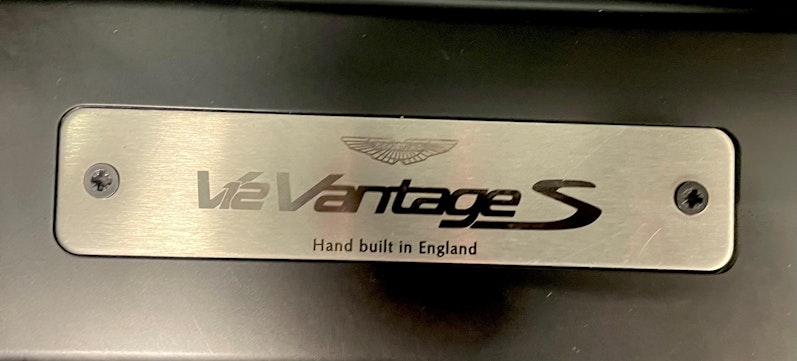 V12 Vantage S
Hand built in England